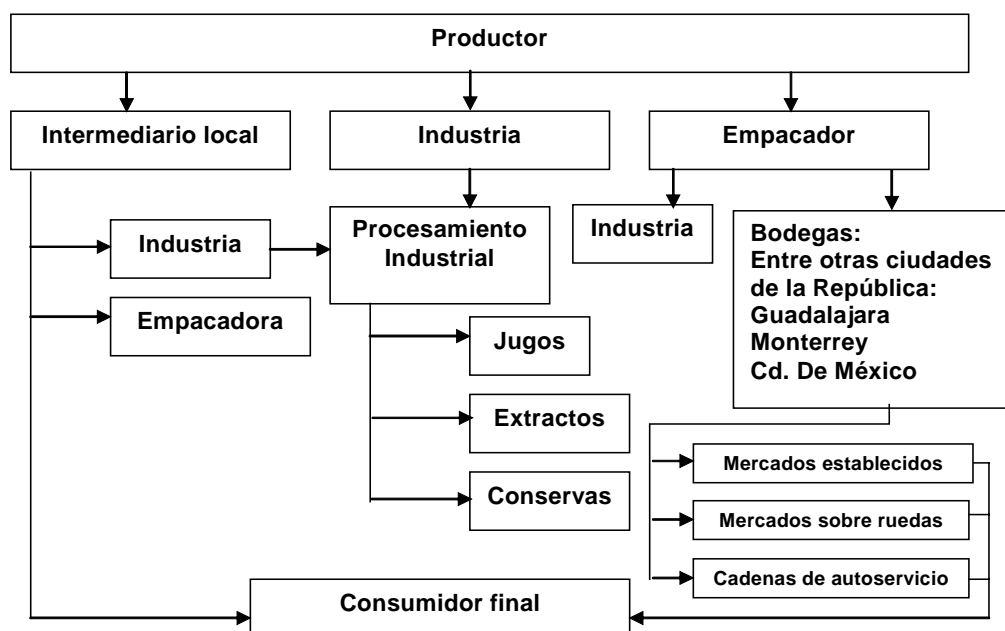 Productor
Intermediario local
Industria
Empacador
Industria
Procesamiento
Industrial
Industria
Bodegas:
Entre otras ciudades
de la República:
Guadalajara
Monterrey
Cd. De México
Empacadora
Jugos
Extractos
Conservas
Mercados establecidos
Mercados sobre ruedas
Cadenas de autoservicio
Consumidor final